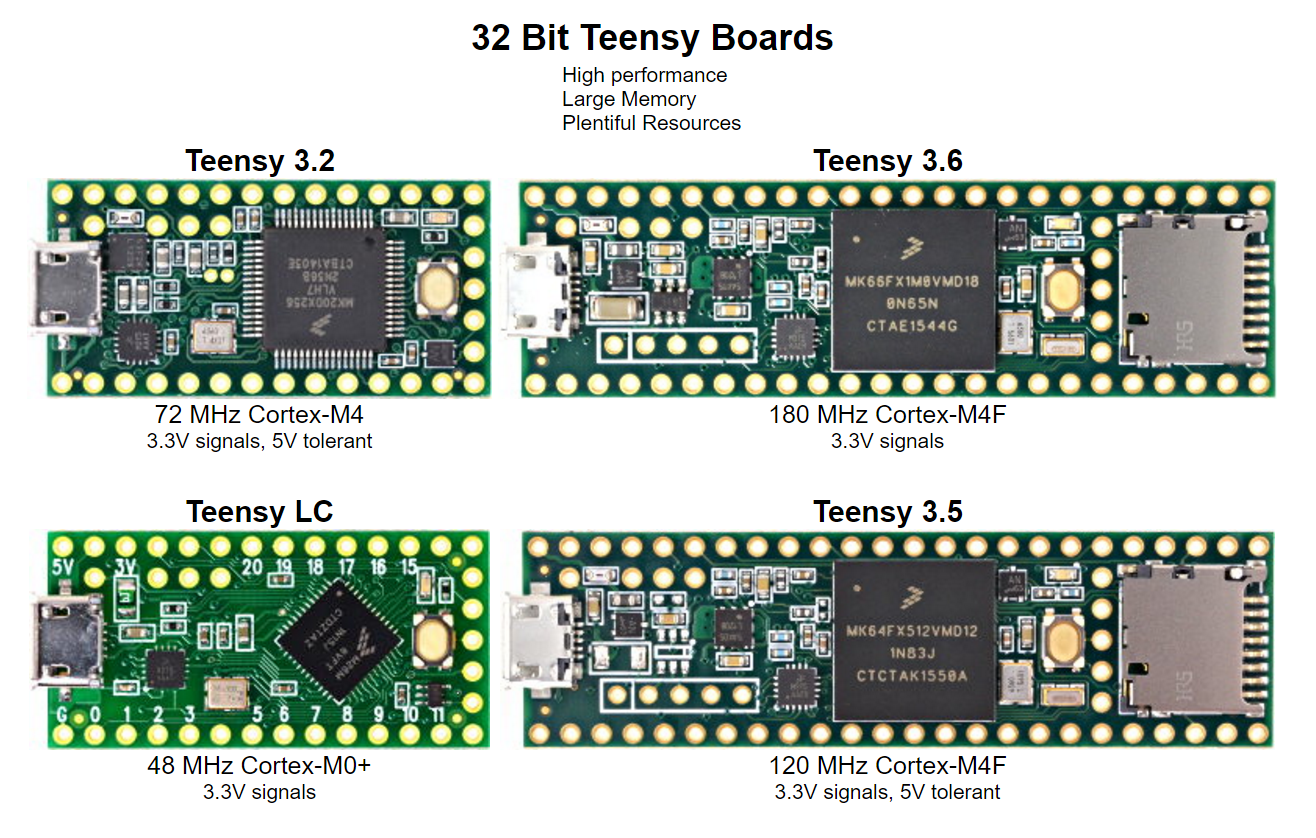 32 Bit Teensy Boards
High performance
Large Memory
Plentiful Resources
Teensy 3.2
CTBA1405E
2N56B
VLH7
MK20DX256
72 MHz Cortex-M4
3.3V signals, 5V tolerant
Teensy 3.6
MK66FX1M0VMD18
0N65N
CTAE1544G
180 MHz Cortex-M4F
3.3V signals
Teensy LC
5V 3V 20 19 18 17 16 15
G 0 1 2 3 5 6 7 8 9 10 11
48 MHz Cortex-M0+
3.3V signals
Teensy 3.5
MK64FX512VMD12
1N83J
CTCTAK1550A
120 MHz Cortex-M4F
3.3V signals, 5V tolerant